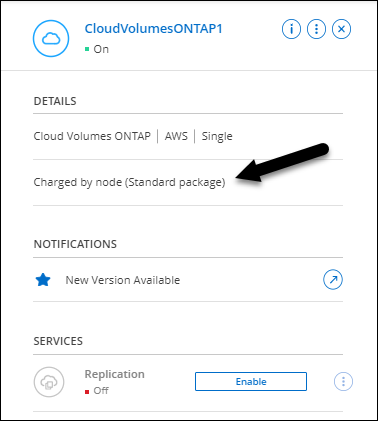 CloudVolumesONTAP1
On
DETAILS
Cloud Volumes ONTAP | AWS | Single
Charged by node (Standard package)
NOTIFICATIONS
New Version Available
SERVICES
Replication
Off
Enable